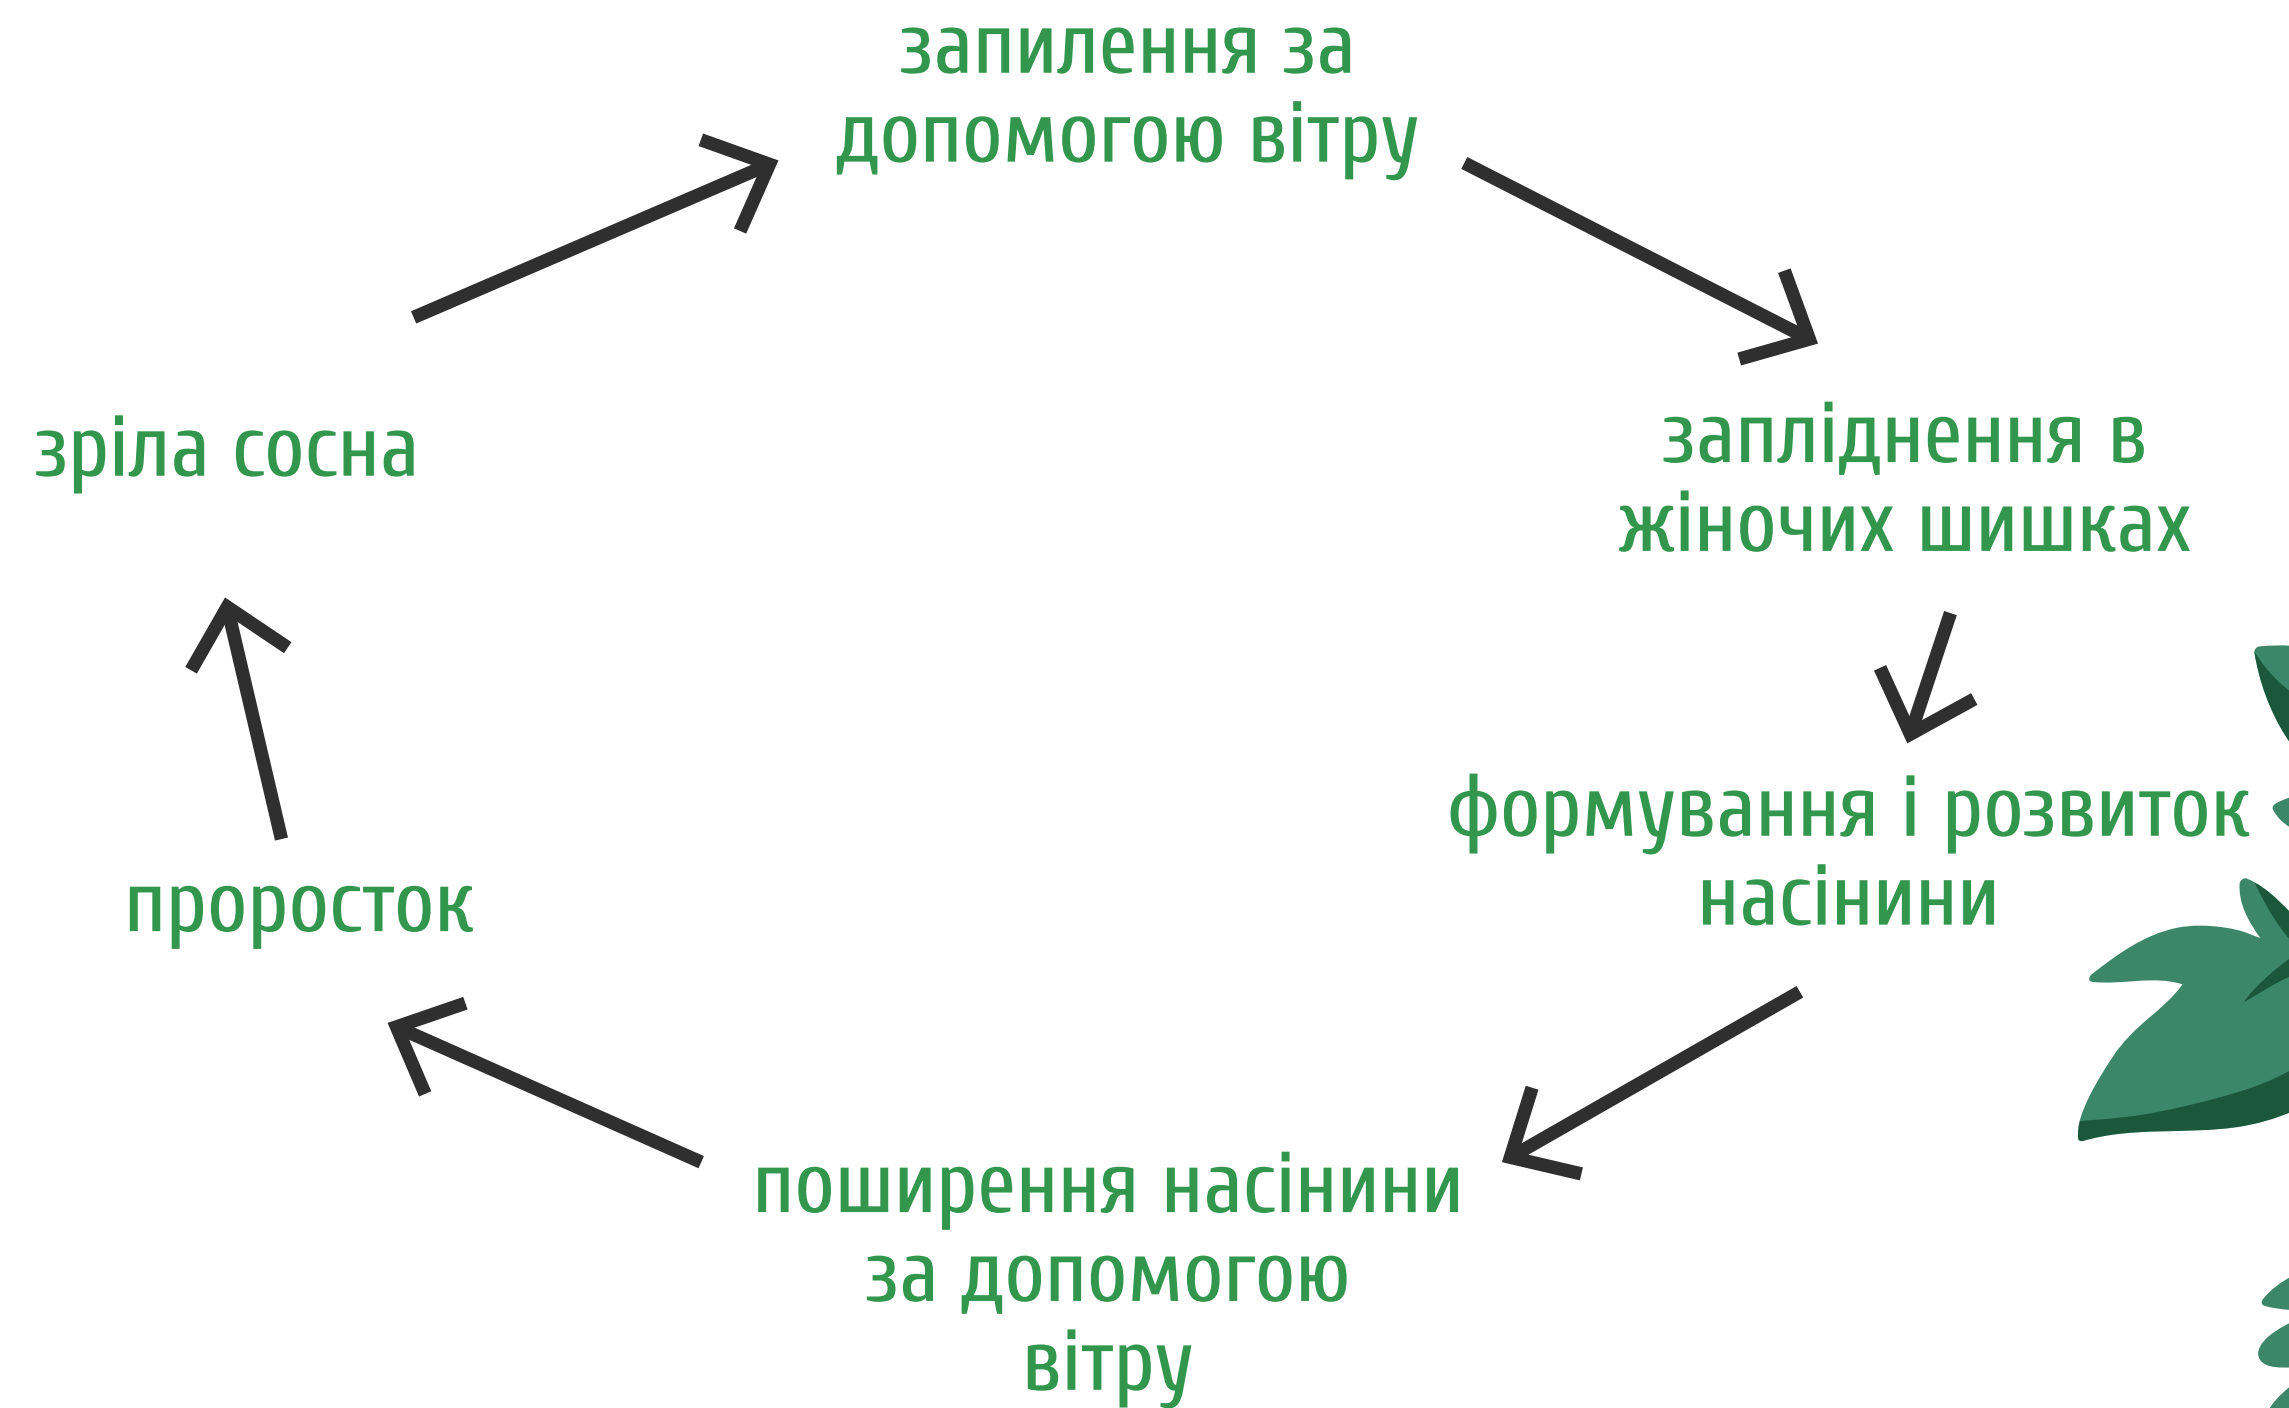 запилення за
допомогою вітру
зріла сосна
запліднення в
жіночих шишках
формування і розвиток
насінини
проросток
поширення насінини
за допомогою
вітру